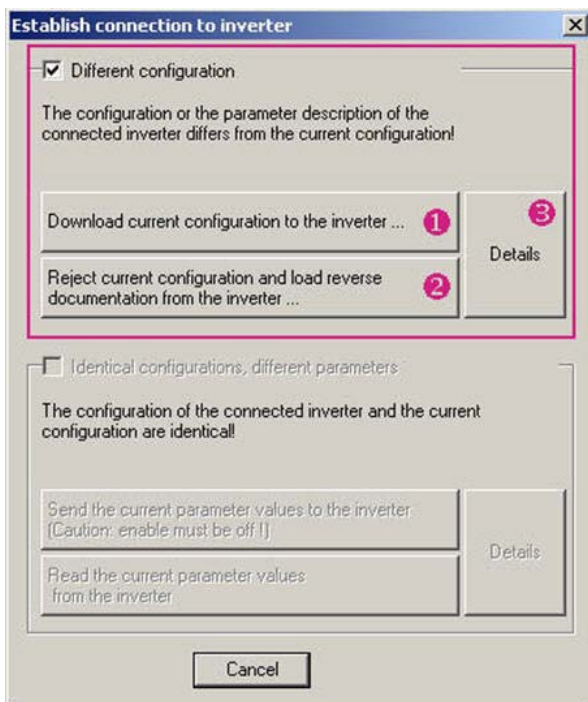 Establish connection to inverter
Different configuration
The configuration or the parameter description of the
connected inverter differs from the current configuration!
Download current configuration to the inverter ... 1
Reject current configuration and load reverse
documentation from the inverter ... 2
3
Details
Identical configurations, different parameters
The configuration of the connected inverter and the current
configuration are identical!
Send the current parameter values to the inverter
(Caution: enable must be off !)
Read the current parameter values
from the inverter
Details
Cancel